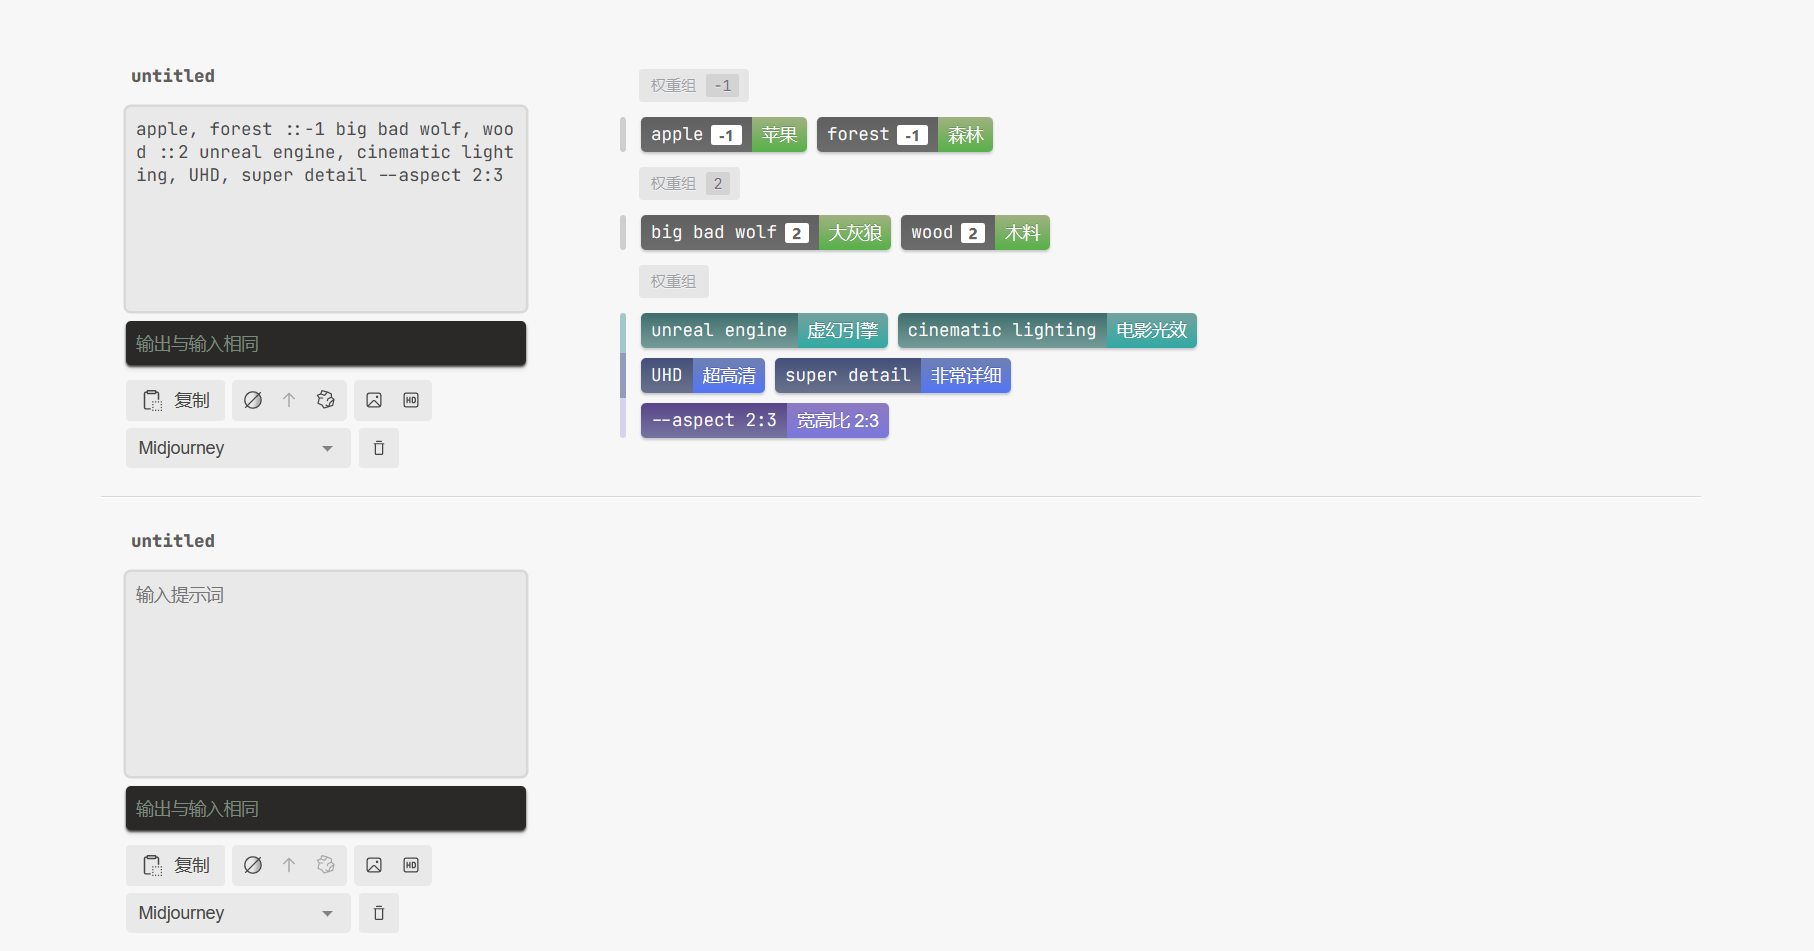 untitled
apple, forest ::-1 big bad wolf, woo
d ::2 unreal engine, cinematic light
ing, UHD, super detail --aspect 2:3
输出与输入相同
复制
HD
Midjourney
权重组 -1
apple -1 苹果 forest -1 森林
权重组 2
big bad wolf 2 大灰狼 wood 2 木料
权重组
unreal engine 虚幻引擎 cinematic lighting 电影光效
UHD 超高清 super detail 非常详细
--aspect 2:3 宽高比 2:3
untitled
输入提示词
输出与输入相同
复制
HD
Midjourney